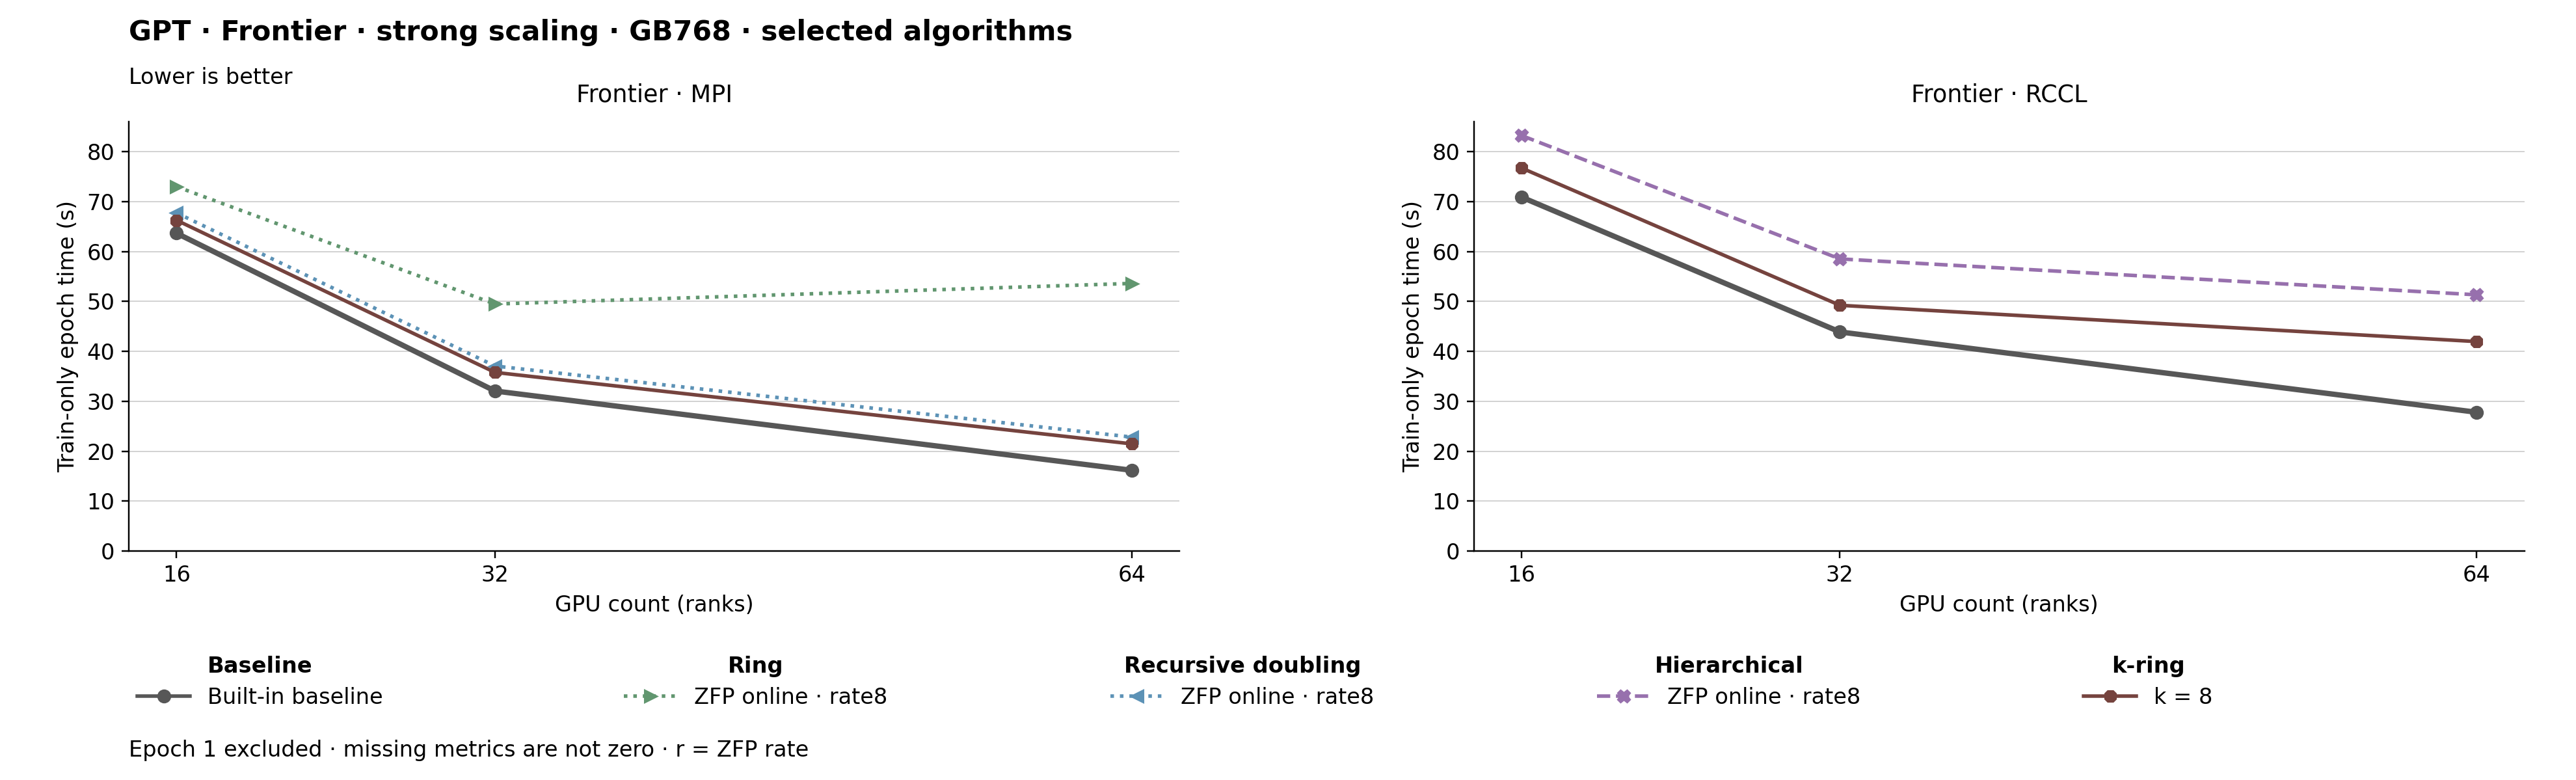 GPT · Frontier · strong scaling · GB768 · selected algorithms
Lower is better
Frontier · MPI
Train-only epoch time (s)
80
70
60
50
40
30
20
10
0
16 32 64
GPU count (ranks)
Frontier · RCCL
Train-only epoch time (s)
80
70
60
50
40
30
20
10
0
16 32 64
GPU count (ranks)
Baseline Ring Recursive doubling Hierarchical k-ring
Built-in baseline ZFP online · rate8 ZFP online · rate8 ZFP online · rate8 k = 8
Epoch 1 excluded · missing metrics are not zero · r = ZFP rate